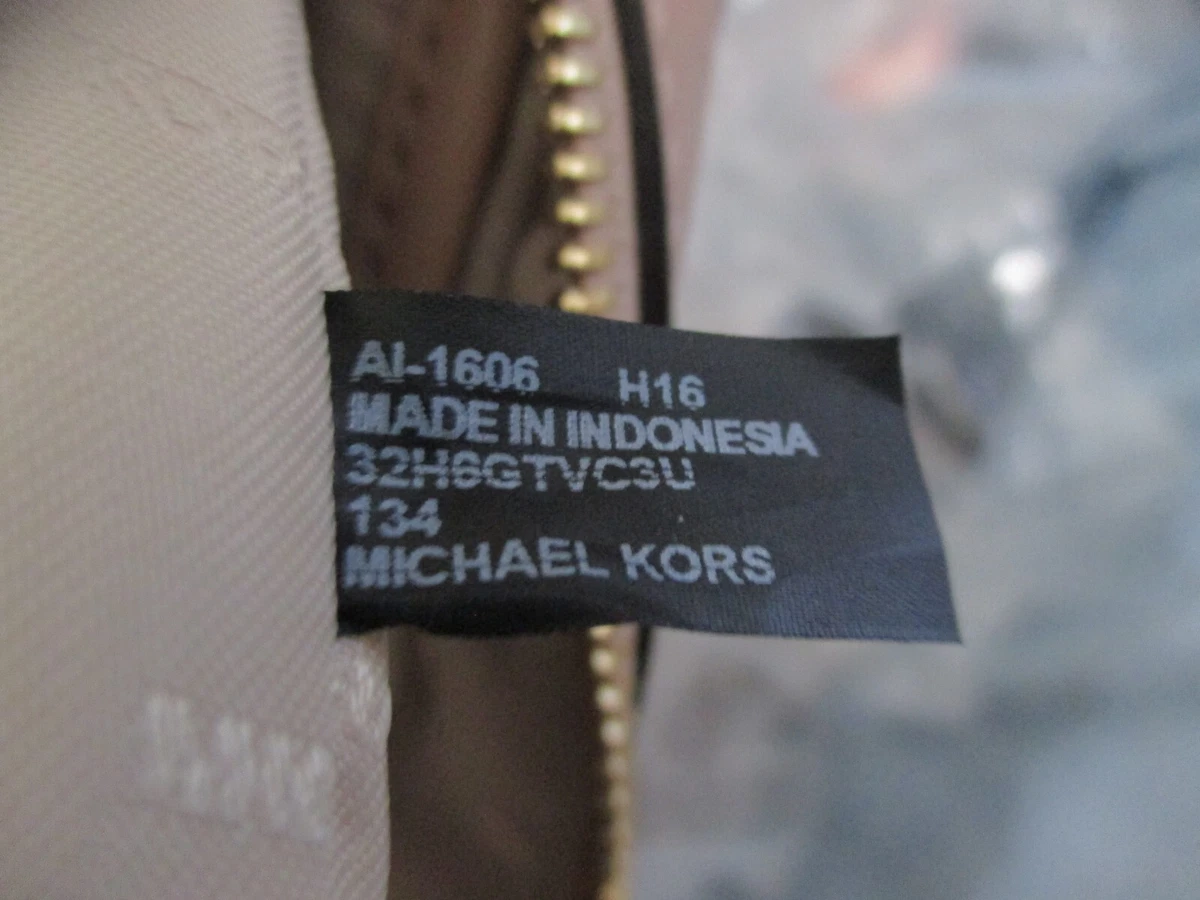 AI-1606 H16
MADE IN INDONESIA
32H6GTVC3U
134
MICHAEL KORS